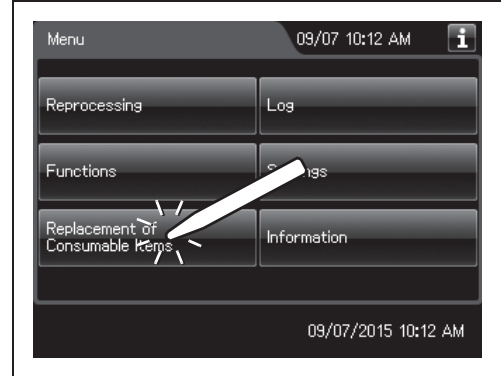 Menu
09/07 10:12 AM
i
Reprocessing
Log
Functions
Replacement of
Consumable Items
Information
09/07/2015 10:12 AM